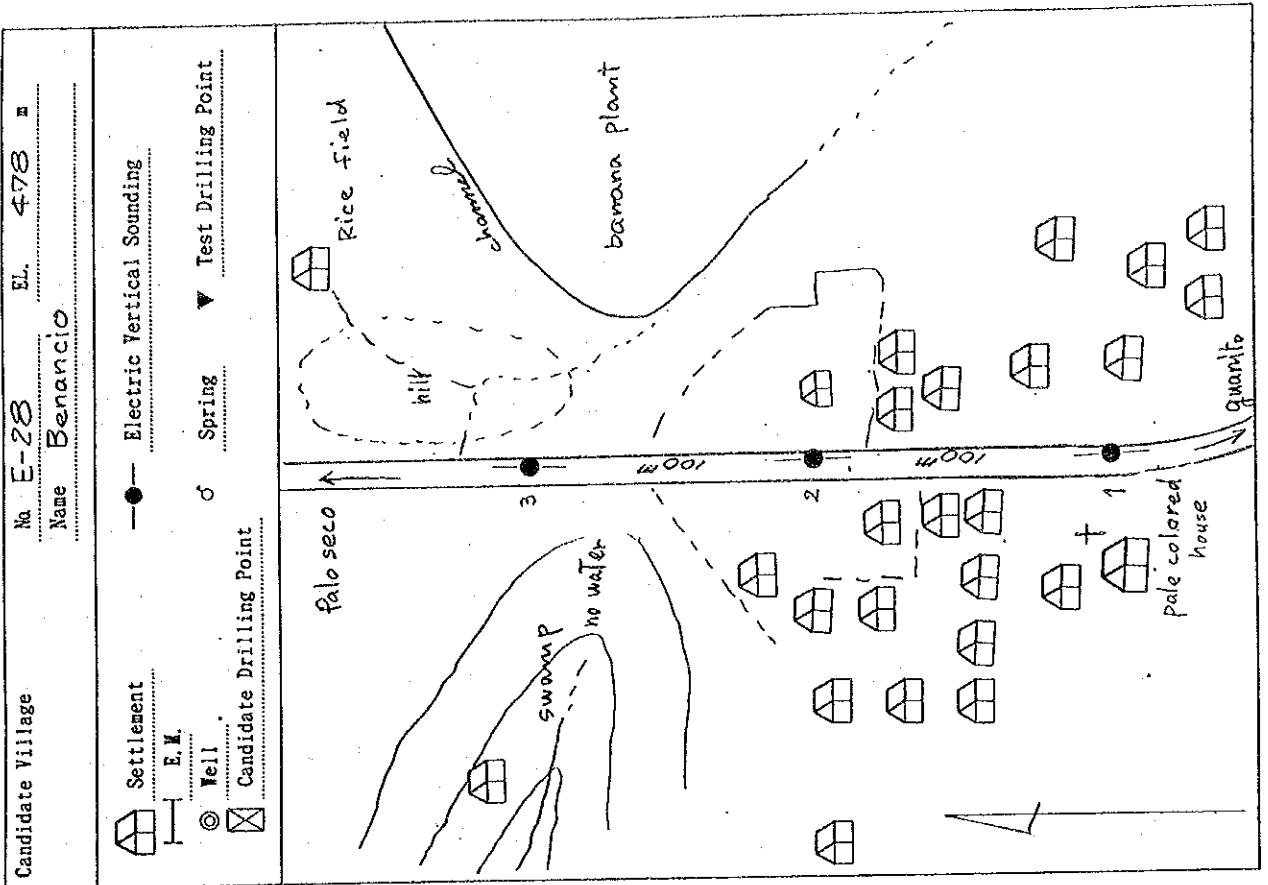 Candidate Village
No. E-28 EL. 478 m
Name Benancio
Settlement
E.M.
Well
Candidate Drilling Point
Electric Vertical Sounding
Spring
Test Drilling Point
Palo seco
Rice field
channel
hill
banana plant
swamp
no water
3
100m
2
100m
1
pale colored
house